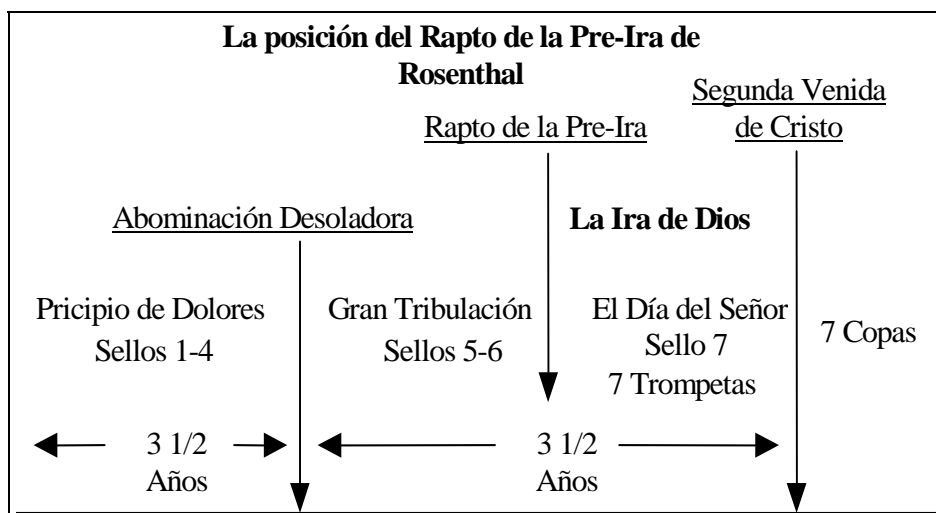 La posición del Rapto de la Pre-Ira de
Rosenthal
Segunda Venida
de Cristo
Rapto de la Pre-Ira
Abominación Desoladora
La Ira de Dios
Pricipio de Dolores
Sellos 1-4
Gran Tribulación
Sellos 5-6
El Día del Señor
Sello 7
7 Trompetas
7 Copas
3 1/2
Años
3 1/2
Años